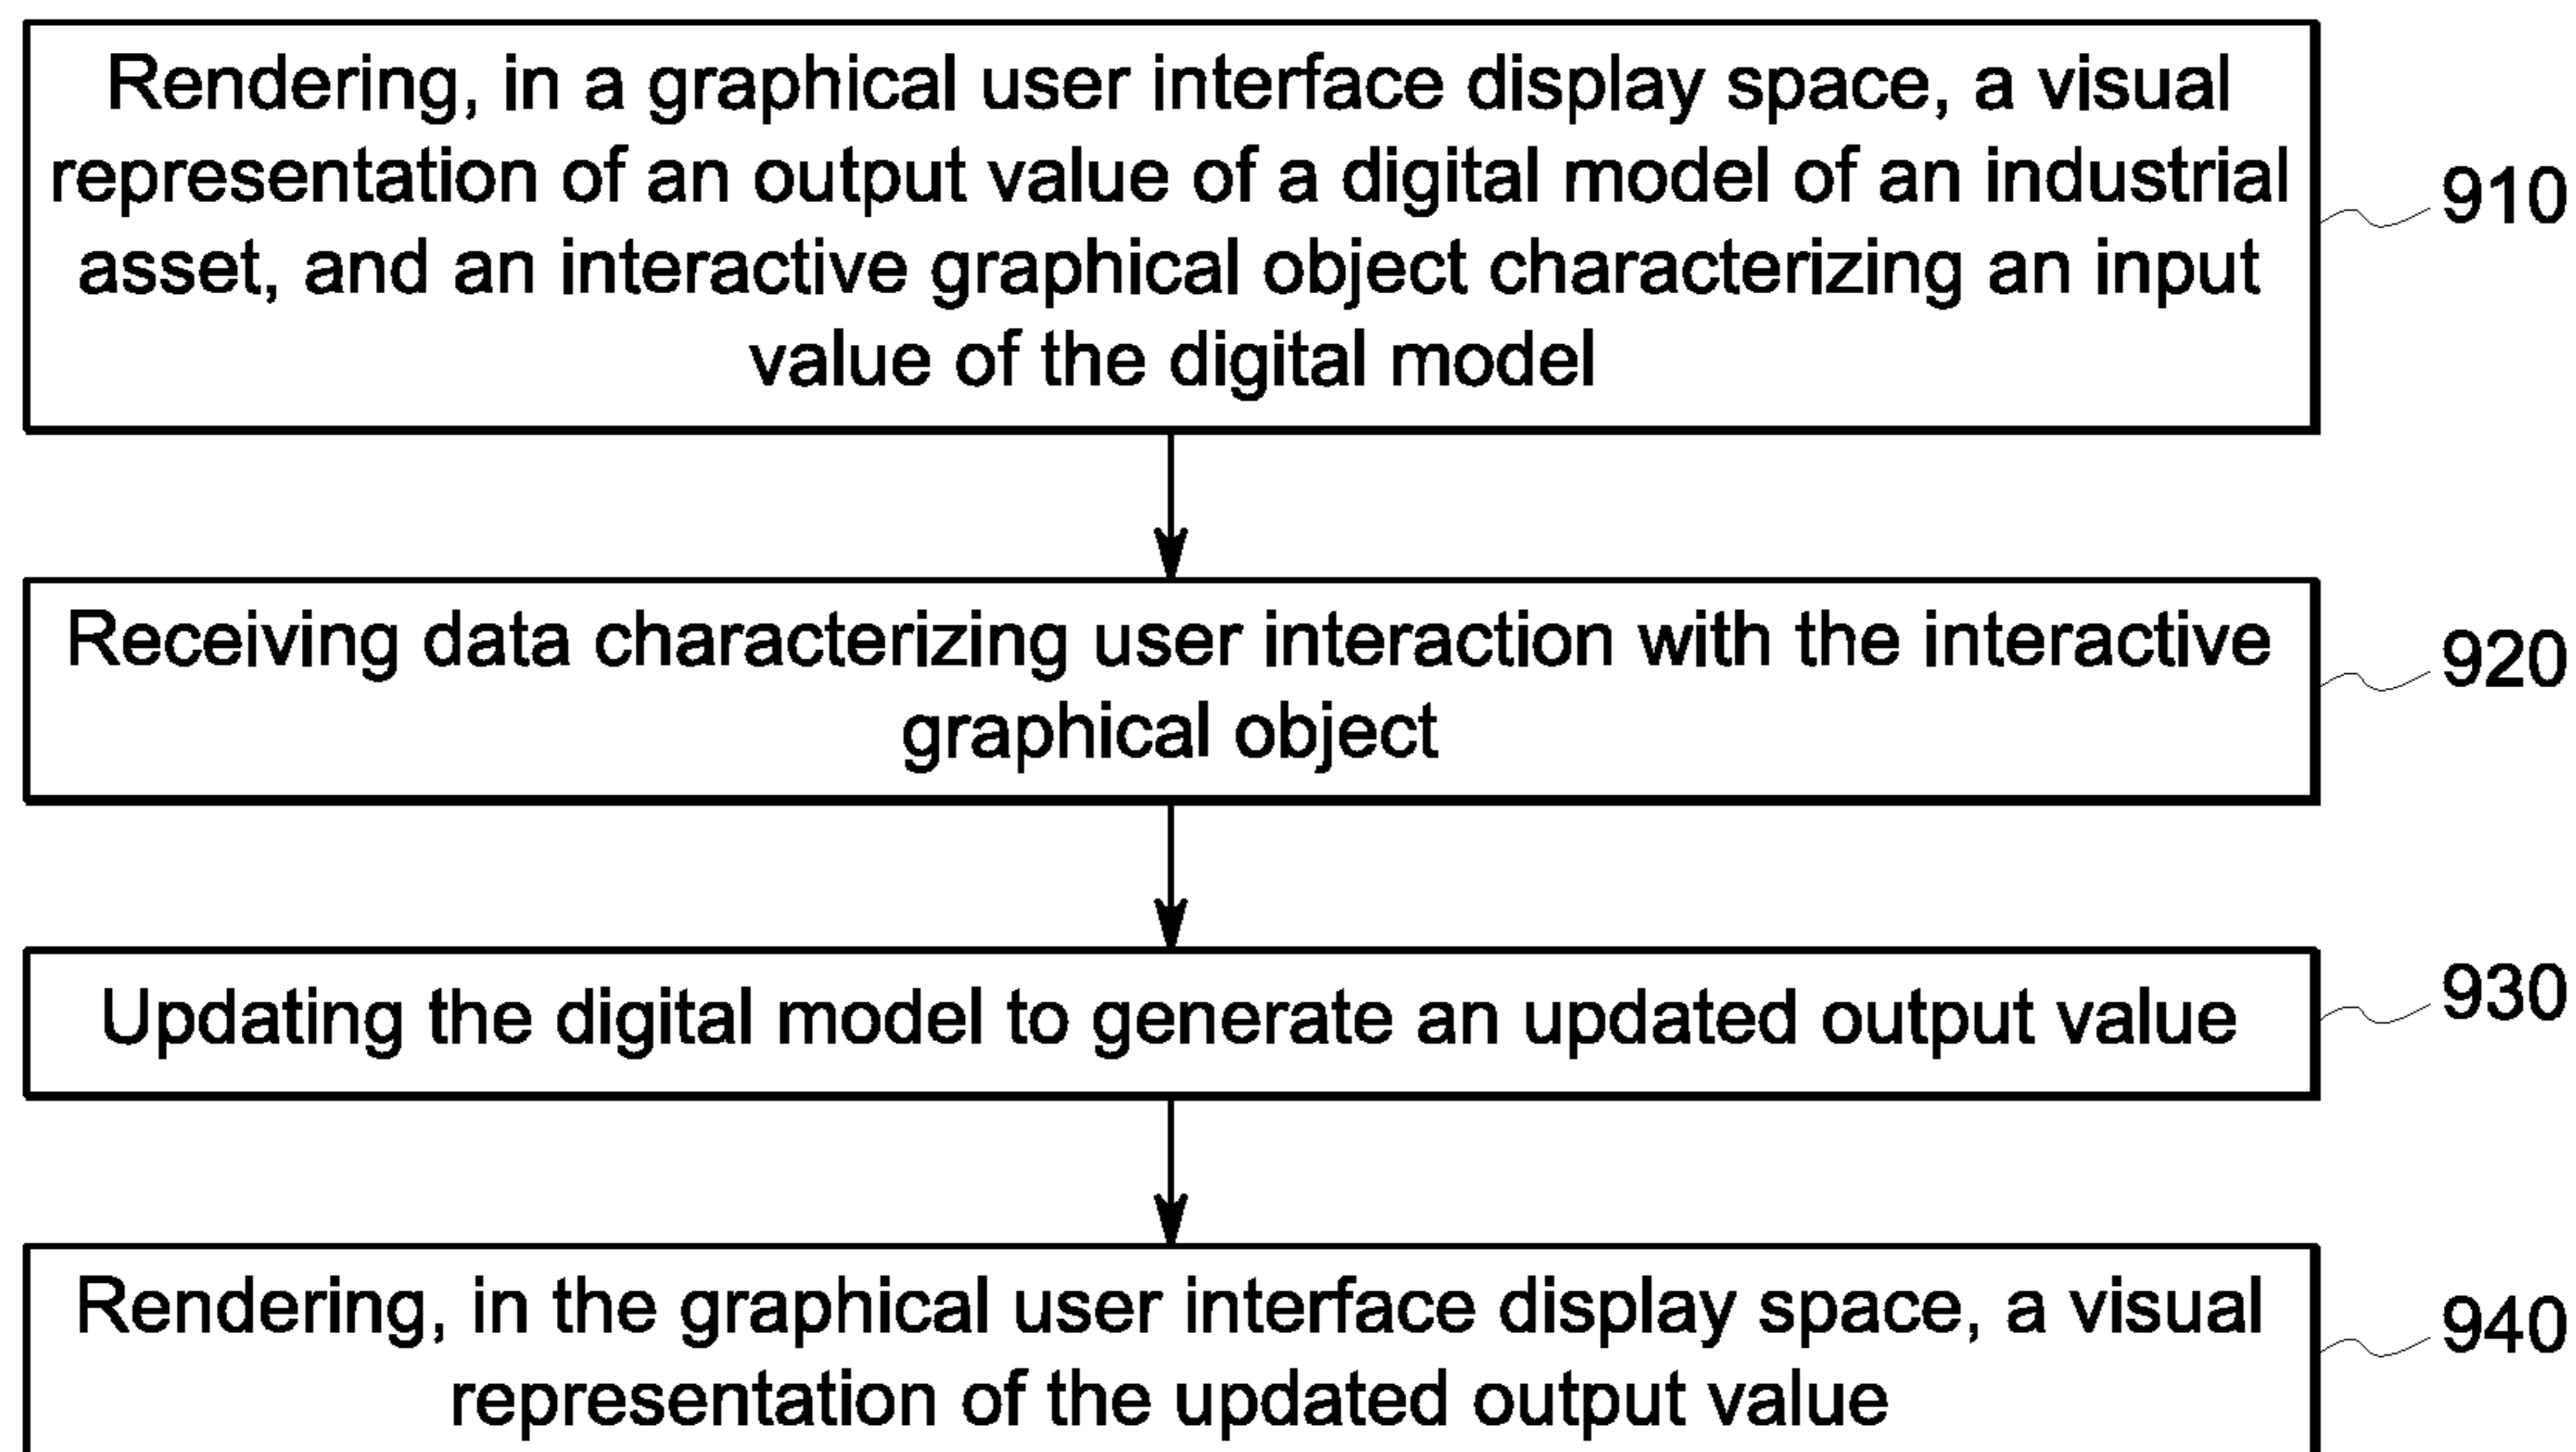 Rendering, in a graphical user interface display space, a visual
representation of an output value of a digital model of an industrial
asset, and an interactive graphical object characterizing an input
value of the digital model
910
Receiving data characterizing user interaction with the interactive
graphical object
920
Updating the digital model to generate an updated output value
930
Rendering, in the graphical user interface display space, a visual
representation of the updated output value
940